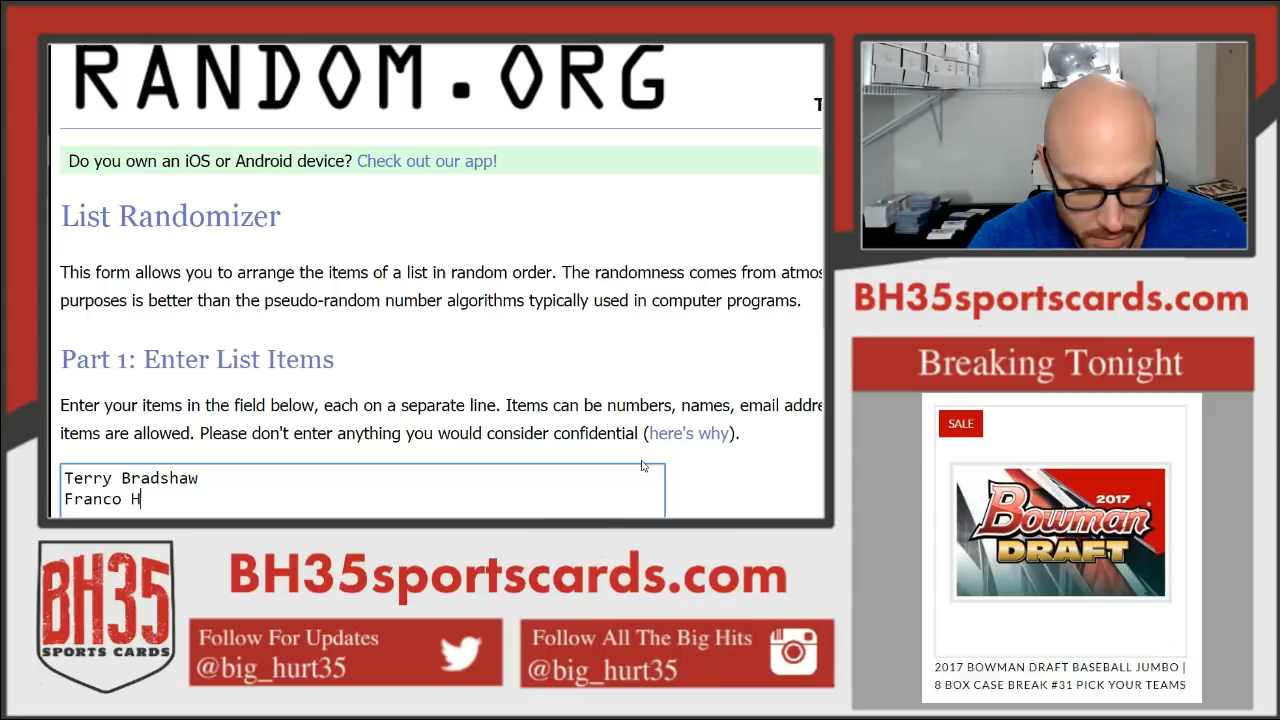 RANDOM.ORG
T
Do you own an iOS or Android device? Check out our app!
List Randomizer
This form allows you to arrange the items of a list in random order. The randomness comes from atmos
purposes is better than the pseudo-random number algorithms typically used in computer programs.
Part 1: Enter List Items
Enter your items in the field below, each on a separate line. Items can be numbers, names, email addre
items are allowed. Please don't enter anything you would consider confidential (here's why).
Terry Bradshaw
Franco H
BH35sportscards.com
Breaking Tonight
SALE
2017
Bowman
DRAFT
2017 BOWMAN DRAFT BASEBALL JUMBO |
8 BOX CASE BREAK #31 PICK YOUR TEAMS
BH35
SPORTS CARDS
BH35sportscards.com
Follow For Updates
@big_hurt35
Follow All The Big Hits
@big_hurt35